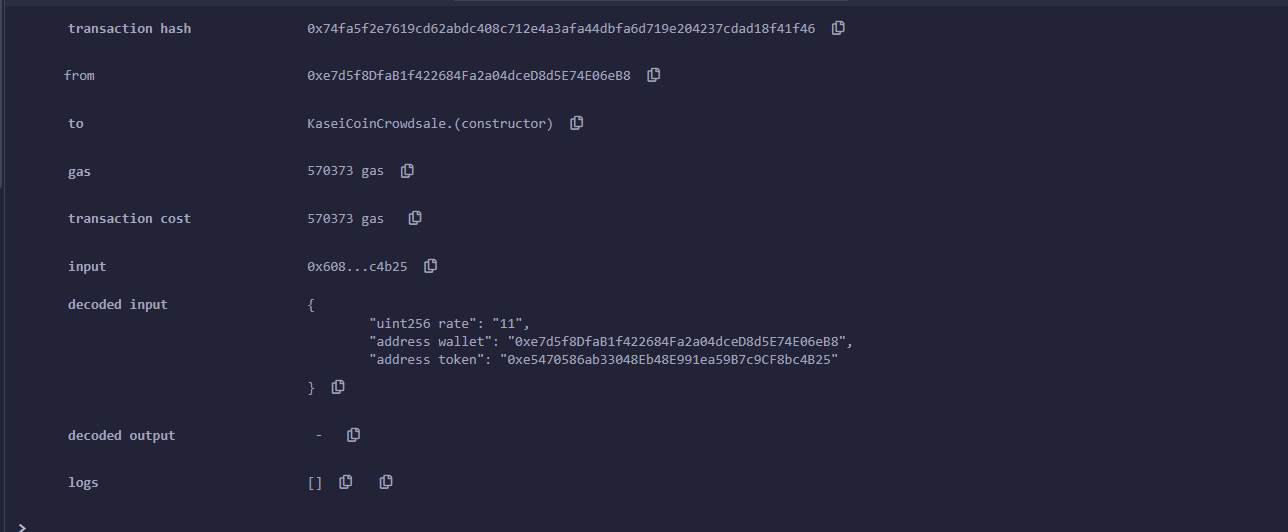 transaction hash 0x74fa5f2e7619cd62abdc408c712e4a3afa44dbfa6d719e204237cdad18f41f46
from 0xe7d5f8DfaB1f422684Fa2a04dceD8d5E74E06eB8
to KaseiCoinCrowdsale.(constructor)
gas 570373 gas
transaction cost 570373 gas
input 0x608...c4b25
decoded input {
"uint256 rate": "11",
"address wallet": "0xe7d5f8DfaB1f422684Fa2a04dceD8d5E74E06eB8",
"address token": "0xe5470586ab33048Eb48E991ea59B7c9CF8bc4B25"
}
decoded output -
logs []
>